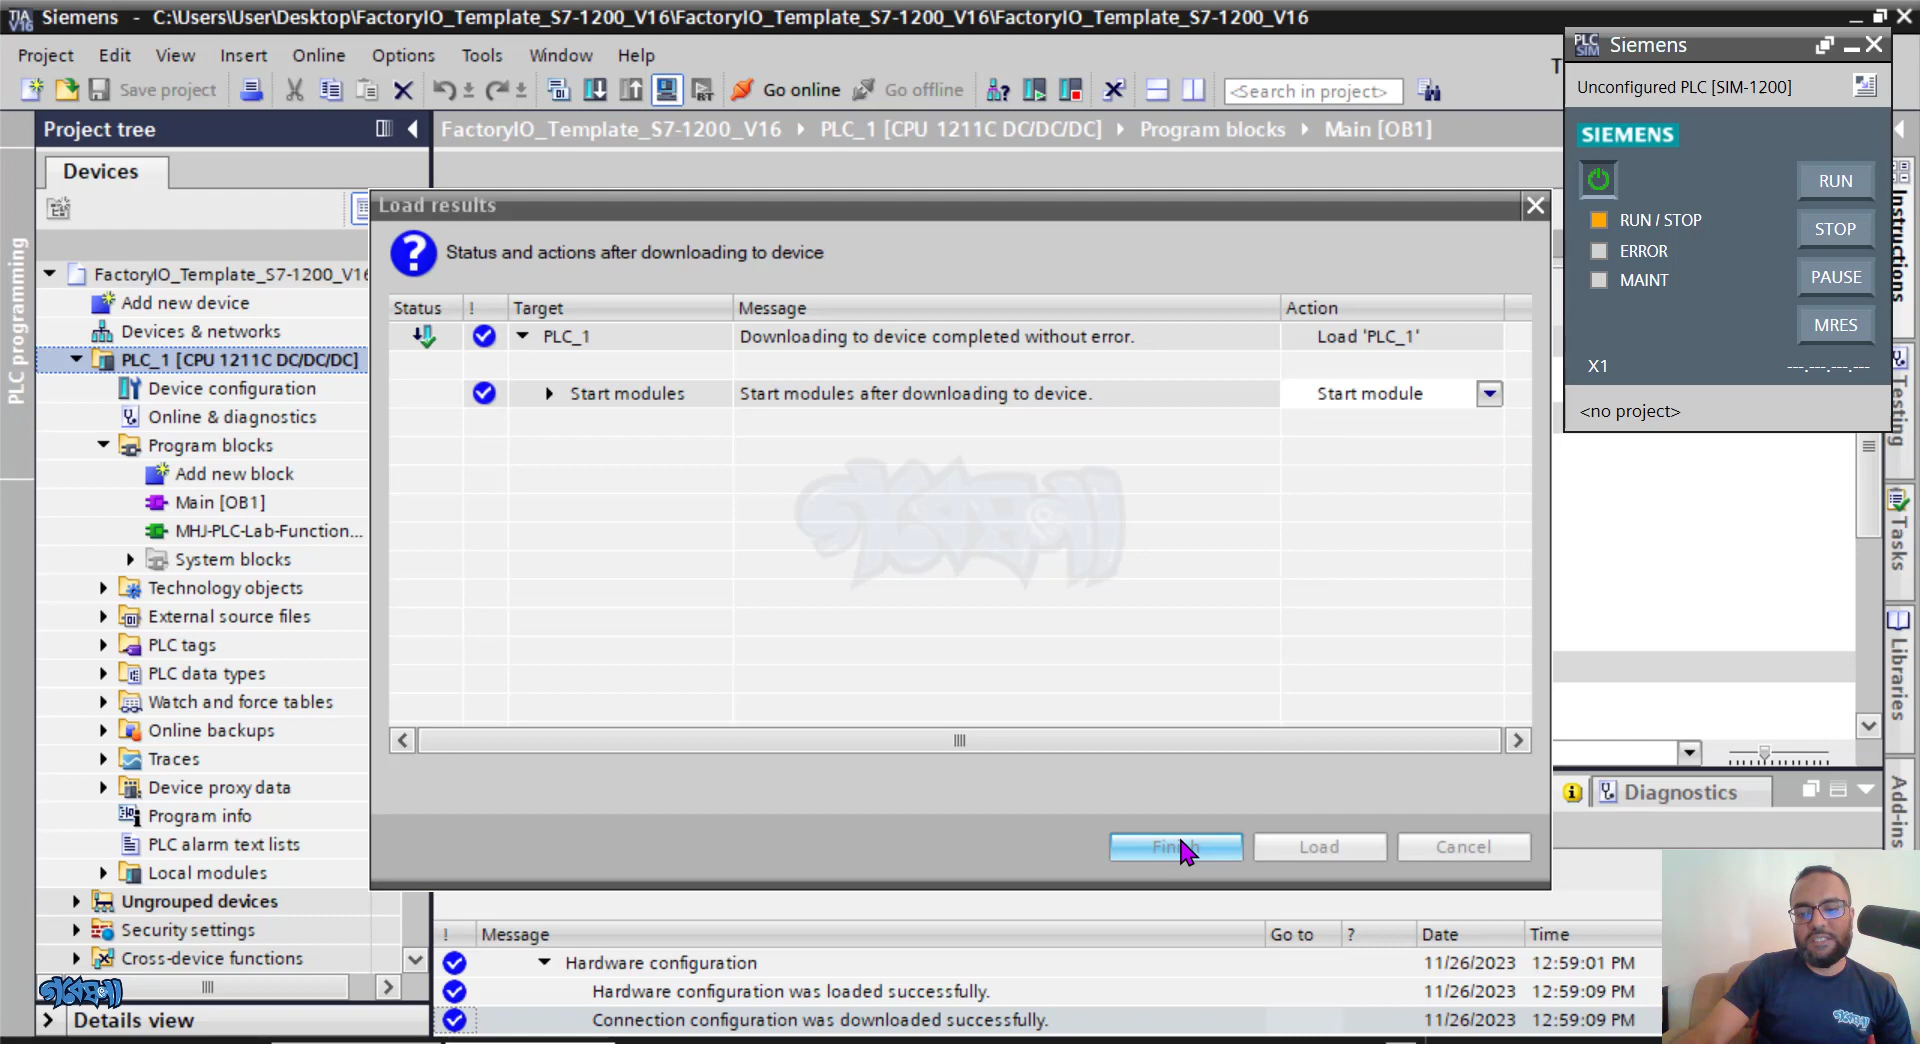 Siemens - C:\Users\User\Desktop\FactoryIO_Template_S7-1200_V16\FactoryIO_Template_S7-1200_V16\FactoryIO_Template_S7-1200_V16
Project Edit View Insert Online Options Tools Window Help
Save project
Go online
Go offline
<Search in project>
Project tree
FactoryIO_Template_S7-1200_V16 PLC_1 [CPU 1211C DC/DC/DC] Program blocks Main [OB1]
Devices
PLC programming
FactoryIO_Template_S7-1200_V16
Add new device
Devices & networks
PLC_1 [CPU 1211C DC/DC/DC]
Device configuration
Online & diagnostics
Program blocks
Add new block
Main [OB1]
MHJ-PLC-Lab-Function...
System blocks
Technology objects
External source files
PLC tags
PLC data types
Watch and force tables
Online backups
Traces
Device proxy data
Program info
PLC alarm text lists
Local modules
Ungrouped devices
Security settings
Cross-device functions
Details view
Load results
Status and actions after downloading to device
Status ! Target Message Action
PLC_1 Downloading to device completed without error. Load 'PLC_1'
Start modules Start modules after downloading to device. Start module
Load Cancel
! Message Go to ? Date Time
Hardware configuration 11/26/2023 12:59:01 PM
Hardware configuration was loaded successfully. 11/26/2023 12:59:09 PM
Connection configuration was downloaded successfully. 11/26/2023 12:59:09 PM
PLC SIM Siemens
Unconfigured PLC [SIM-1200]
SIEMENS
RUN
RUN / STOP
STOP
ERROR
PAUSE
MAINT
MRES
X1 ---.---.---.---
<no project>
Diagnostics
Instructions
Testing
Tasks
Libraries
Add-ins